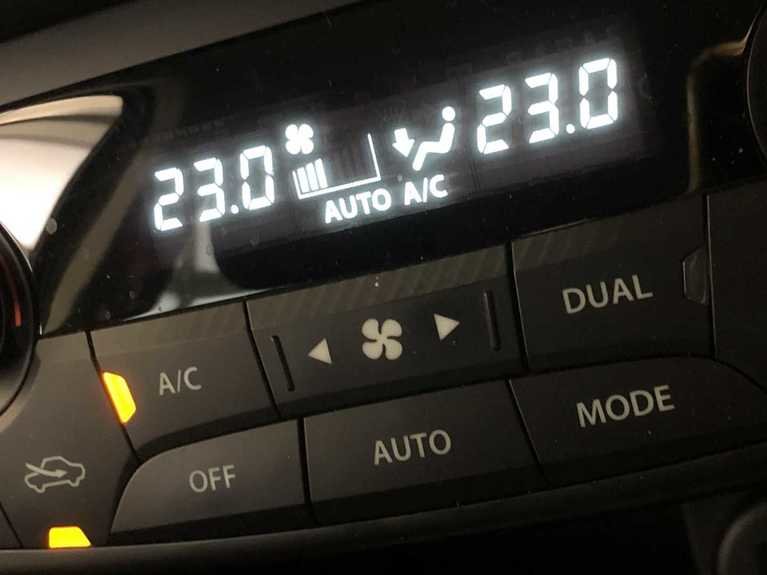 23.0 23.0
AUTO A/C
DUAL
A/C
MODE
AUTO
OFF